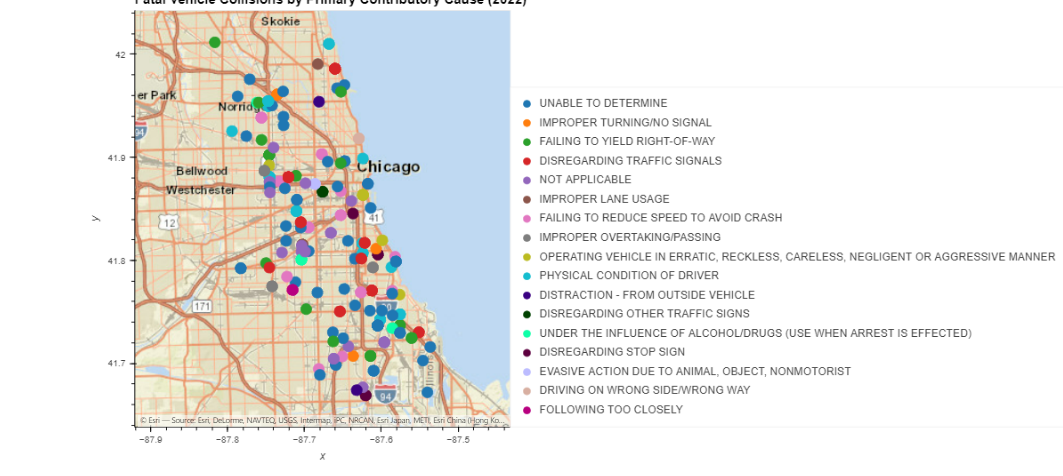 Fatal Vehicle Collisions by Primary Contributory Cause (2022)
Skokie
42
er Park
Norridg
94
41.9
Chicago
Bellwood
Westchester
12
41
y
41.8
171
90
41.7
Illinois
94
© Esri — Source: Esri, DeLorme, NAVTEQ, USGS, Intermap, iPC, NRCAN, Esri Japan, METI, Esri China (Hong Ko...
−87.9
−87.8
−87.7
−87.6
−87.5
x
UNABLE TO DETERMINE
IMPROPER TURNING/NO SIGNAL
FAILING TO YIELD RIGHT-OF-WAY
DISREGARDING TRAFFIC SIGNALS
NOT APPLICABLE
IMPROPER LANE USAGE
FAILING TO REDUCE SPEED TO AVOID CRASH
IMPROPER OVERTAKING/PASSING
OPERATING VEHICLE IN ERRATIC, RECKLESS, CARELESS, NEGLIGENT OR AGGRESSIVE MANNER
PHYSICAL CONDITION OF DRIVER
DISTRACTION - FROM OUTSIDE VEHICLE
DISREGARDING OTHER TRAFFIC SIGNS
UNDER THE INFLUENCE OF ALCOHOL/DRUGS (USE WHEN ARREST IS EFFECTED)
DISREGARDING STOP SIGN
EVASIVE ACTION DUE TO ANIMAL, OBJECT, NONMOTORIST
DRIVING ON WRONG SIDE/WRONG WAY
FOLLOWING TOO CLOSELY